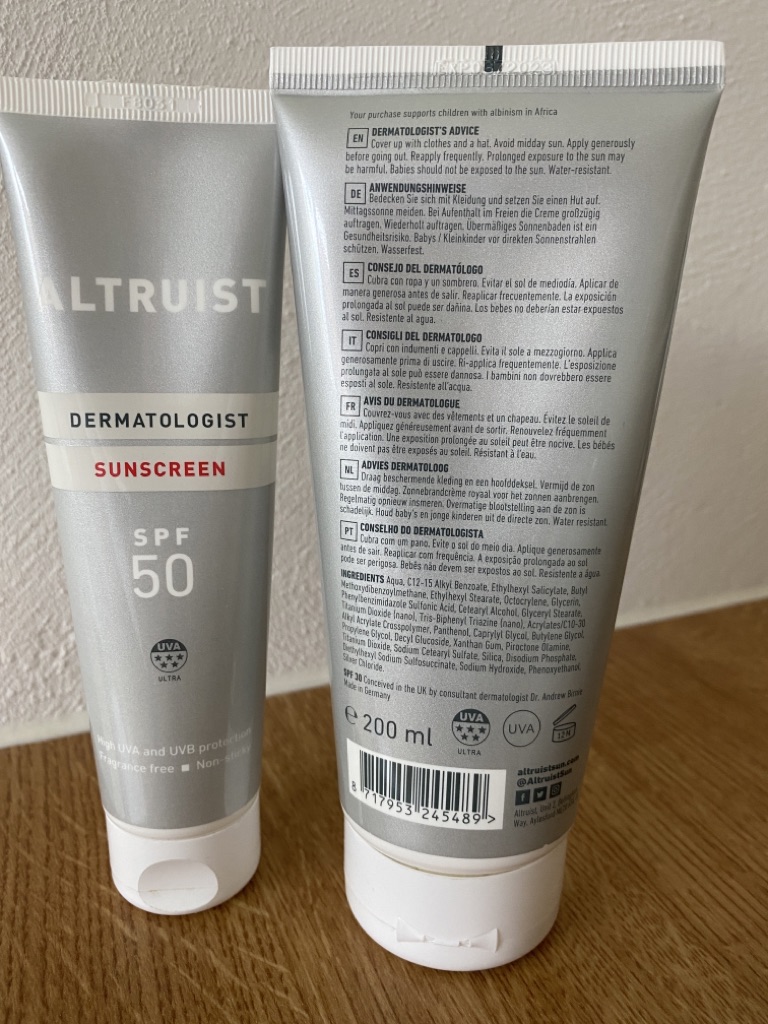 ALTRUIST
DERMATOLOGIST
SUNSCREEN
SPF
50
UVA
ULTRA
High UVA and UVB protection
Fragrance free ■ Non-sticky
Your purchase supports children with albinism in Africa
EN DERMATOLOGIST'S ADVICE
Cover up with clothes and a hat. Avoid midday sun. Apply generously
before going out. Reapply frequently. Prolonged exposure to the sun may
be harmful. Babies should not be exposed to the sun. Water-resistant.
DE ANWENDUNGSHINWEISE
Bedecken Sie sich mit Kleidung und setzen Sie einen Hut auf.
Mittagssonne meiden. Bei Aufenthalt im Freien die Creme großzügig
auftragen. Wiederholt auftragen. Übermäßiges Sonnenbaden ist ein
Gesundheitsrisiko. Babys / Kleinkinder vor direkten Sonnenstrahlen
schützen. Wasserfest.
ES CONSEJO DEL DERMATÓLOGO
Cubra con ropa y un sombrero. Evitar el sol de mediodía. Aplicar de
manera generosa antes de salir. Reaplicar frecuentemente. La exposición
prolongada al sol puede ser dañina. Los bebes no deberían estar expuestos
al sol. Resistente al agua.
IT CONSIGLI DEL DERMATOLOGO
Copri con indumenti e cappelli. Evita il sole a mezzogiorno. Applica
generosamente prima di uscire. Ri-applica frequentemente. L'esposizione
prolungata al sole può essere dannosa. I bambini non dovrebbero essere
esposti al sole. Resistente all'acqua.
FR AVIS DU DERMATOLOGUE
Couvrez-vous avec des vêtements et un chapeau. Évitez le soleil de
midi. Appliquez généreusement avant de sortir. Renouvelez fréquemment
l'application. Une exposition prolongée au soleil peut être nocive. Les bébés
ne doivent pas être exposés au soleil. Résistant à l'eau.
NL ADVIES DERMATOLOOG
Draag beschermende kleding en een hoofddeksel. Vermijd de zon
tussen de middag. Zonnebrandcrème royaal voor het zonnen aanbrengen.
Regelmatig opnieuw insmeren. Overmatige blootstelling aan de zon is
schadelijk. Houd baby's en jonge kinderen uit de directe zon. Water resistant.
PT CONSELHO DO DERMATOLOGISTA
Cubra com um pano. Evite o sol do meio dia. Aplique generosamente
antes de sair. Reaplicar com frequência. A exposição prolongada ao sol
pode ser perigosa. Bebês não devem ser expostos ao sol. Resistente a água
INGREDIENTS Aqua, C12-15 Alkyl Benzoate, Ethylhexyl Salicylate, Butyl
Methoxydibenzoylmethane, Ethylhexyl Stearate, Octocrylene, Glycerin,
Phenylbenzimidazole Sulfonic Acid, Cetearyl Alcohol, Glyceryl Stearate,
Titanium Dioxide (nano), Tris-Biphenyl Triazine (nano), Acrylates/C10-30
Alkyl Acrylate Crosspolymer, Panthenol, Caprylyl Glycol, Butylene Glycol,
Propylene Glycol, Decyl Glucoside, Xanthan Gum, Piroctone Olamine,
Titanium Dioxide, Sodium Cetearyl Sulfate, Silica, Disodium Phosphate,
Diethylhexyl Sodium Sulfosuccinate, Sodium Hydroxide, Phenoxyethanol,
Silver Chloride.
SPF 30 Conceived in the UK by consultant dermatologist Dr. Andrew
Made in Germany
e 200 ml
UVA
ULTRA
UVA
12M
8 717953 245489 >
altruistsun.com
@AltruistSun
Altruist, Unit 2,
Way, Aylesford